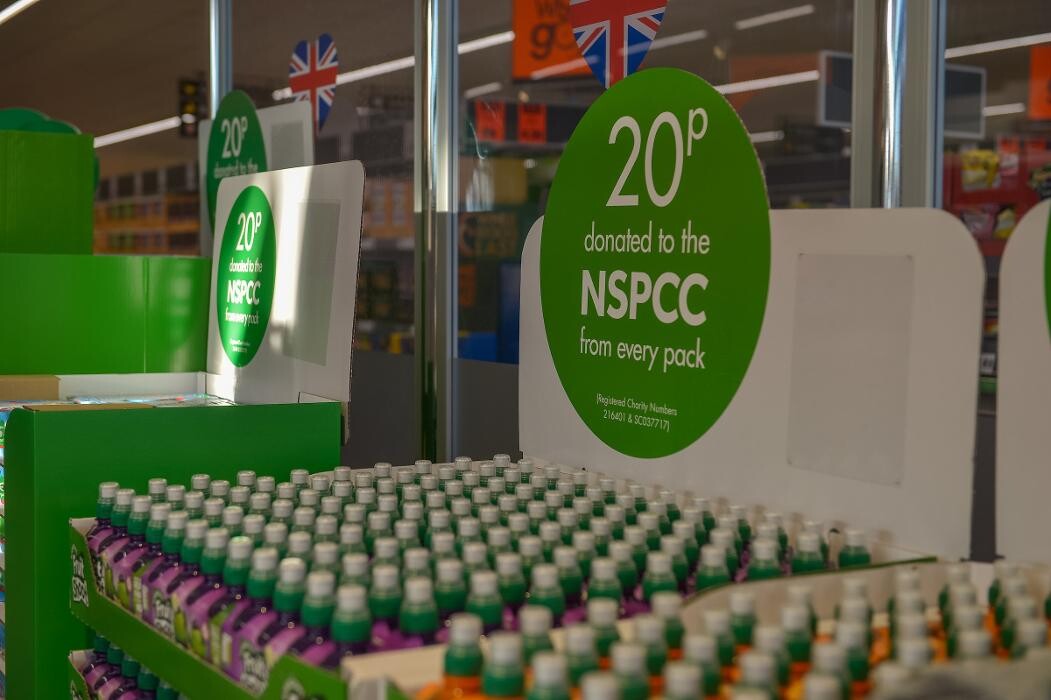 20p
donated to the
20p
donated to the
NSPCC
from every pack
20p
donated to the
NSPCC
from every pack
(Registered Charity Numbers
216401 & SC037717)